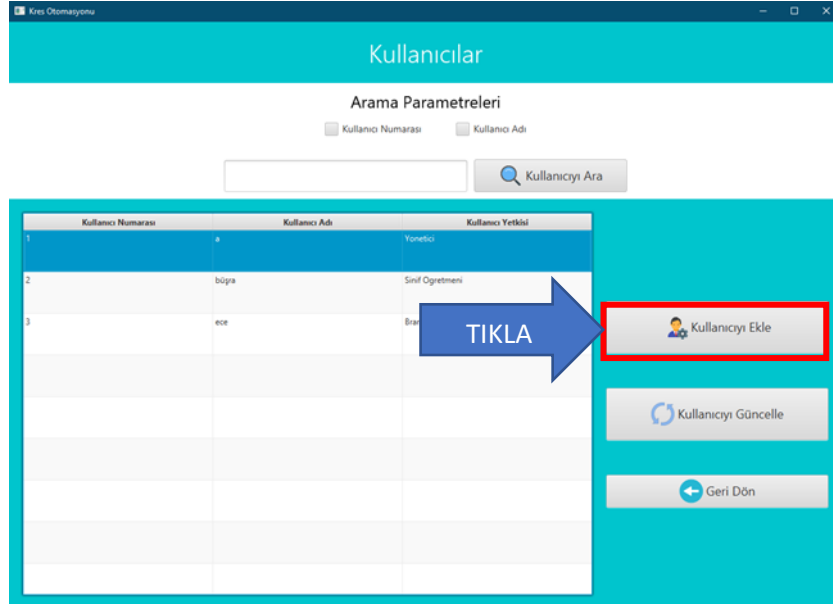 Kres Otomasyonu
Kullanıcılar
Arama Parametreleri
Kullanıcı Numarası Kullanıcı Adı
Kullanıcıyı Ara
Kullanıcı Numarası Kullanıcı Adı Kullanıcı Yetkisi
1 a Yonetici
2 büşra Sinif Ogretmeni
3 ece
TIKLA
Kullanıcıyı Ekle
Kullanıcıyı Güncelle
Geri Dön